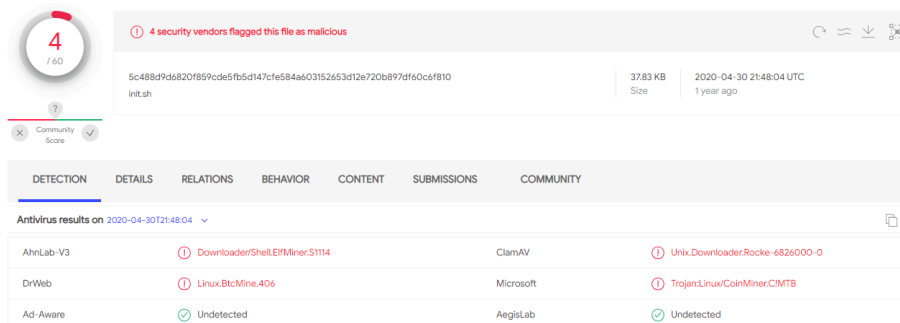 4
/ 60
?
Community
Score
4 security vendors flagged this file as malicious
5c488d9d6820f859cde5fb5d147cfe584a603152653d12e720b897df60c6f810
init.sh
37.83 KB
Size
2020-04-30 21:48:04 UTC
1 year ago
DETECTION DETAILS RELATIONS BEHAVIOR CONTENT SUBMISSIONS COMMUNITY
Antivirus results on 2020-04-30T21:48:04
AhnLab-V3 Downloader/Shell.ElfMiner.S1114 ClamAV Unix.Downloader.Rocke-6826000-0
DrWeb Linux.BtcMine.406 Microsoft Trojan:Linux/CoinMiner.C!MTB
Ad-Aware Undetected AegisLab Undetected